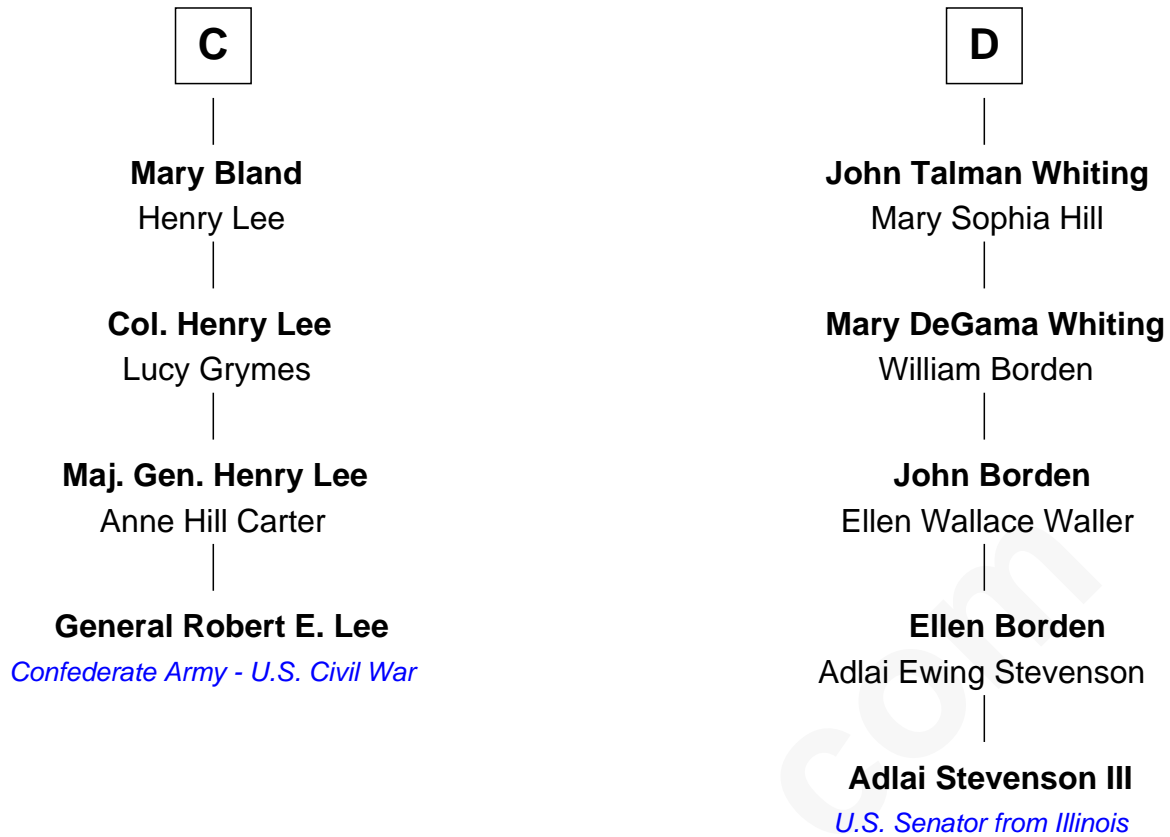 C
Mary Bland
Henry Lee
Col. Henry Lee
Lucy Grymes
Maj. Gen. Henry Lee
Anne Hill Carter
General Robert E. Lee
Confederate Army - U.S. Civil War
D
John Talman Whiting
Mary Sophia Hill
Mary DeGama Whiting
William Borden
John Borden
Ellen Wallace Waller
Ellen Borden
Adlai Ewing Stevenson
Adlai Stevenson III
U.S. Senator from Illinois
com